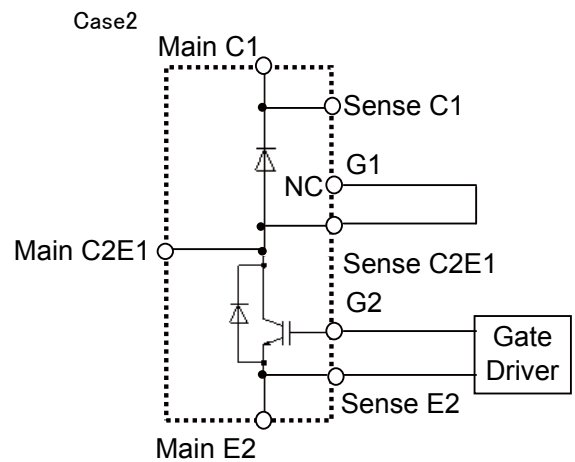 Case2
Main C1
Sense C1
G1
NC
Main C2E1
Sense C2E1
G2
Gate
Driver
Sense E2
Main E2